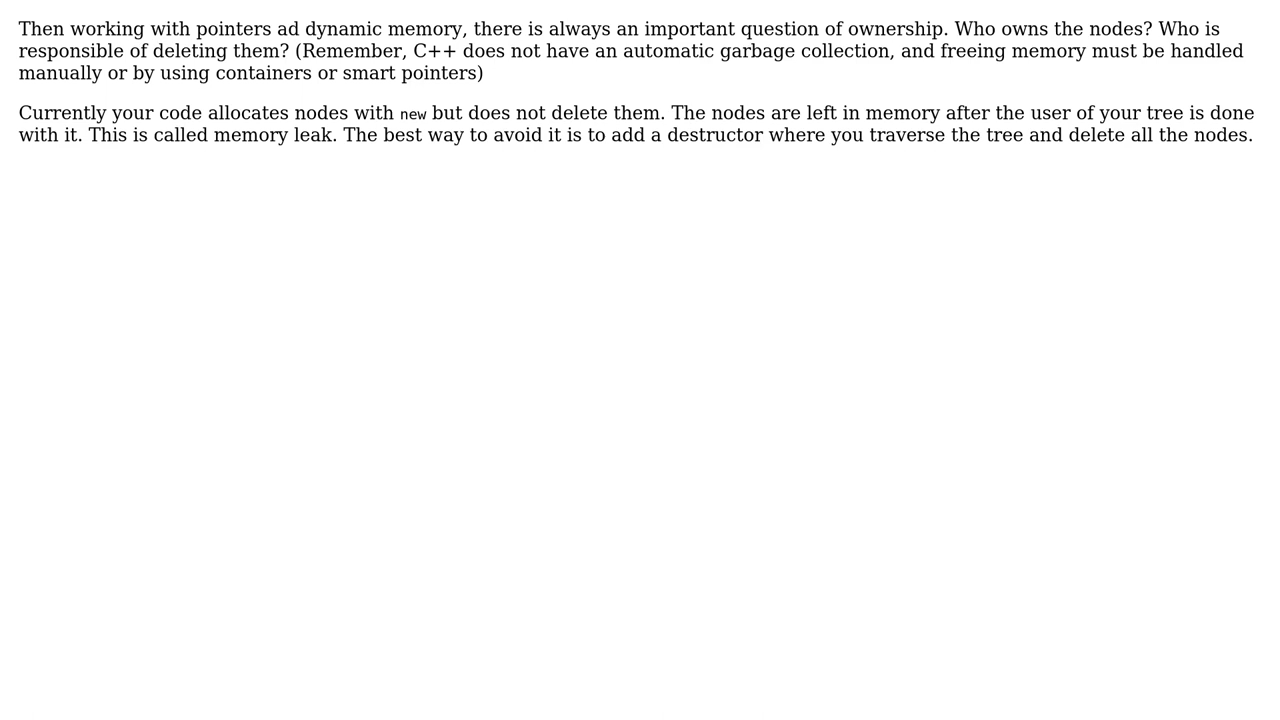 Then working with pointers ad dynamic memory, there is always an important question of ownership. Who owns the nodes? Who is
responsible of deleting them? (Remember, C++ does not have an automatic garbage collection, and freeing memory must be handled
manually or by using containers or smart pointers)
Currently your code allocates nodes with new but does not delete them. The nodes are left in memory after the user of your tree is done
with it. This is called memory leak. The best way to avoid it is to add a destructor where you traverse the tree and delete all the nodes.